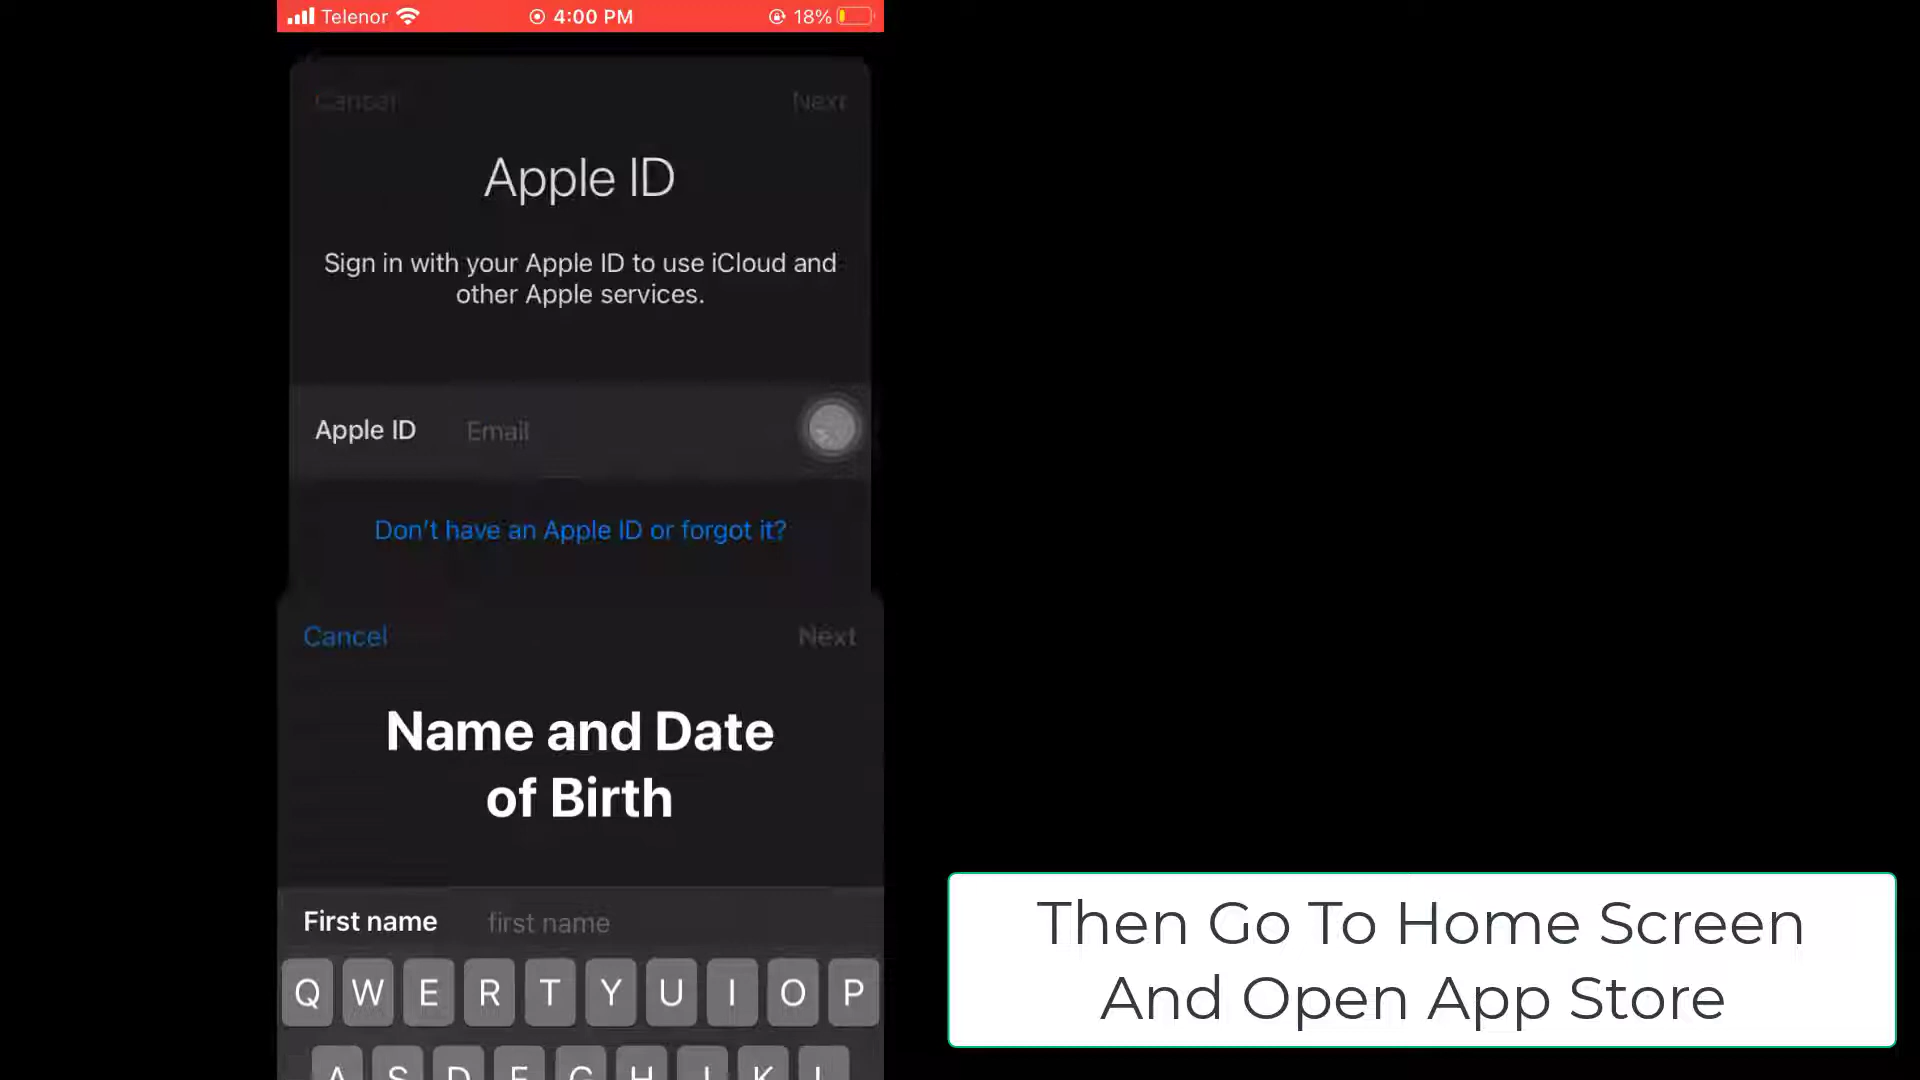 Telenor 4:00 PM 18%
Cancel Next
Apple ID
Sign in with your Apple ID to use iCloud and
other Apple services.
Apple ID Email
Don't have an Apple ID or forgot it?
Cancel Next
Name and Date
of Birth
First name first name
Q W E R T Y U I O P
A S D F G H J K L
Then Go To Home Screen
And Open App Store